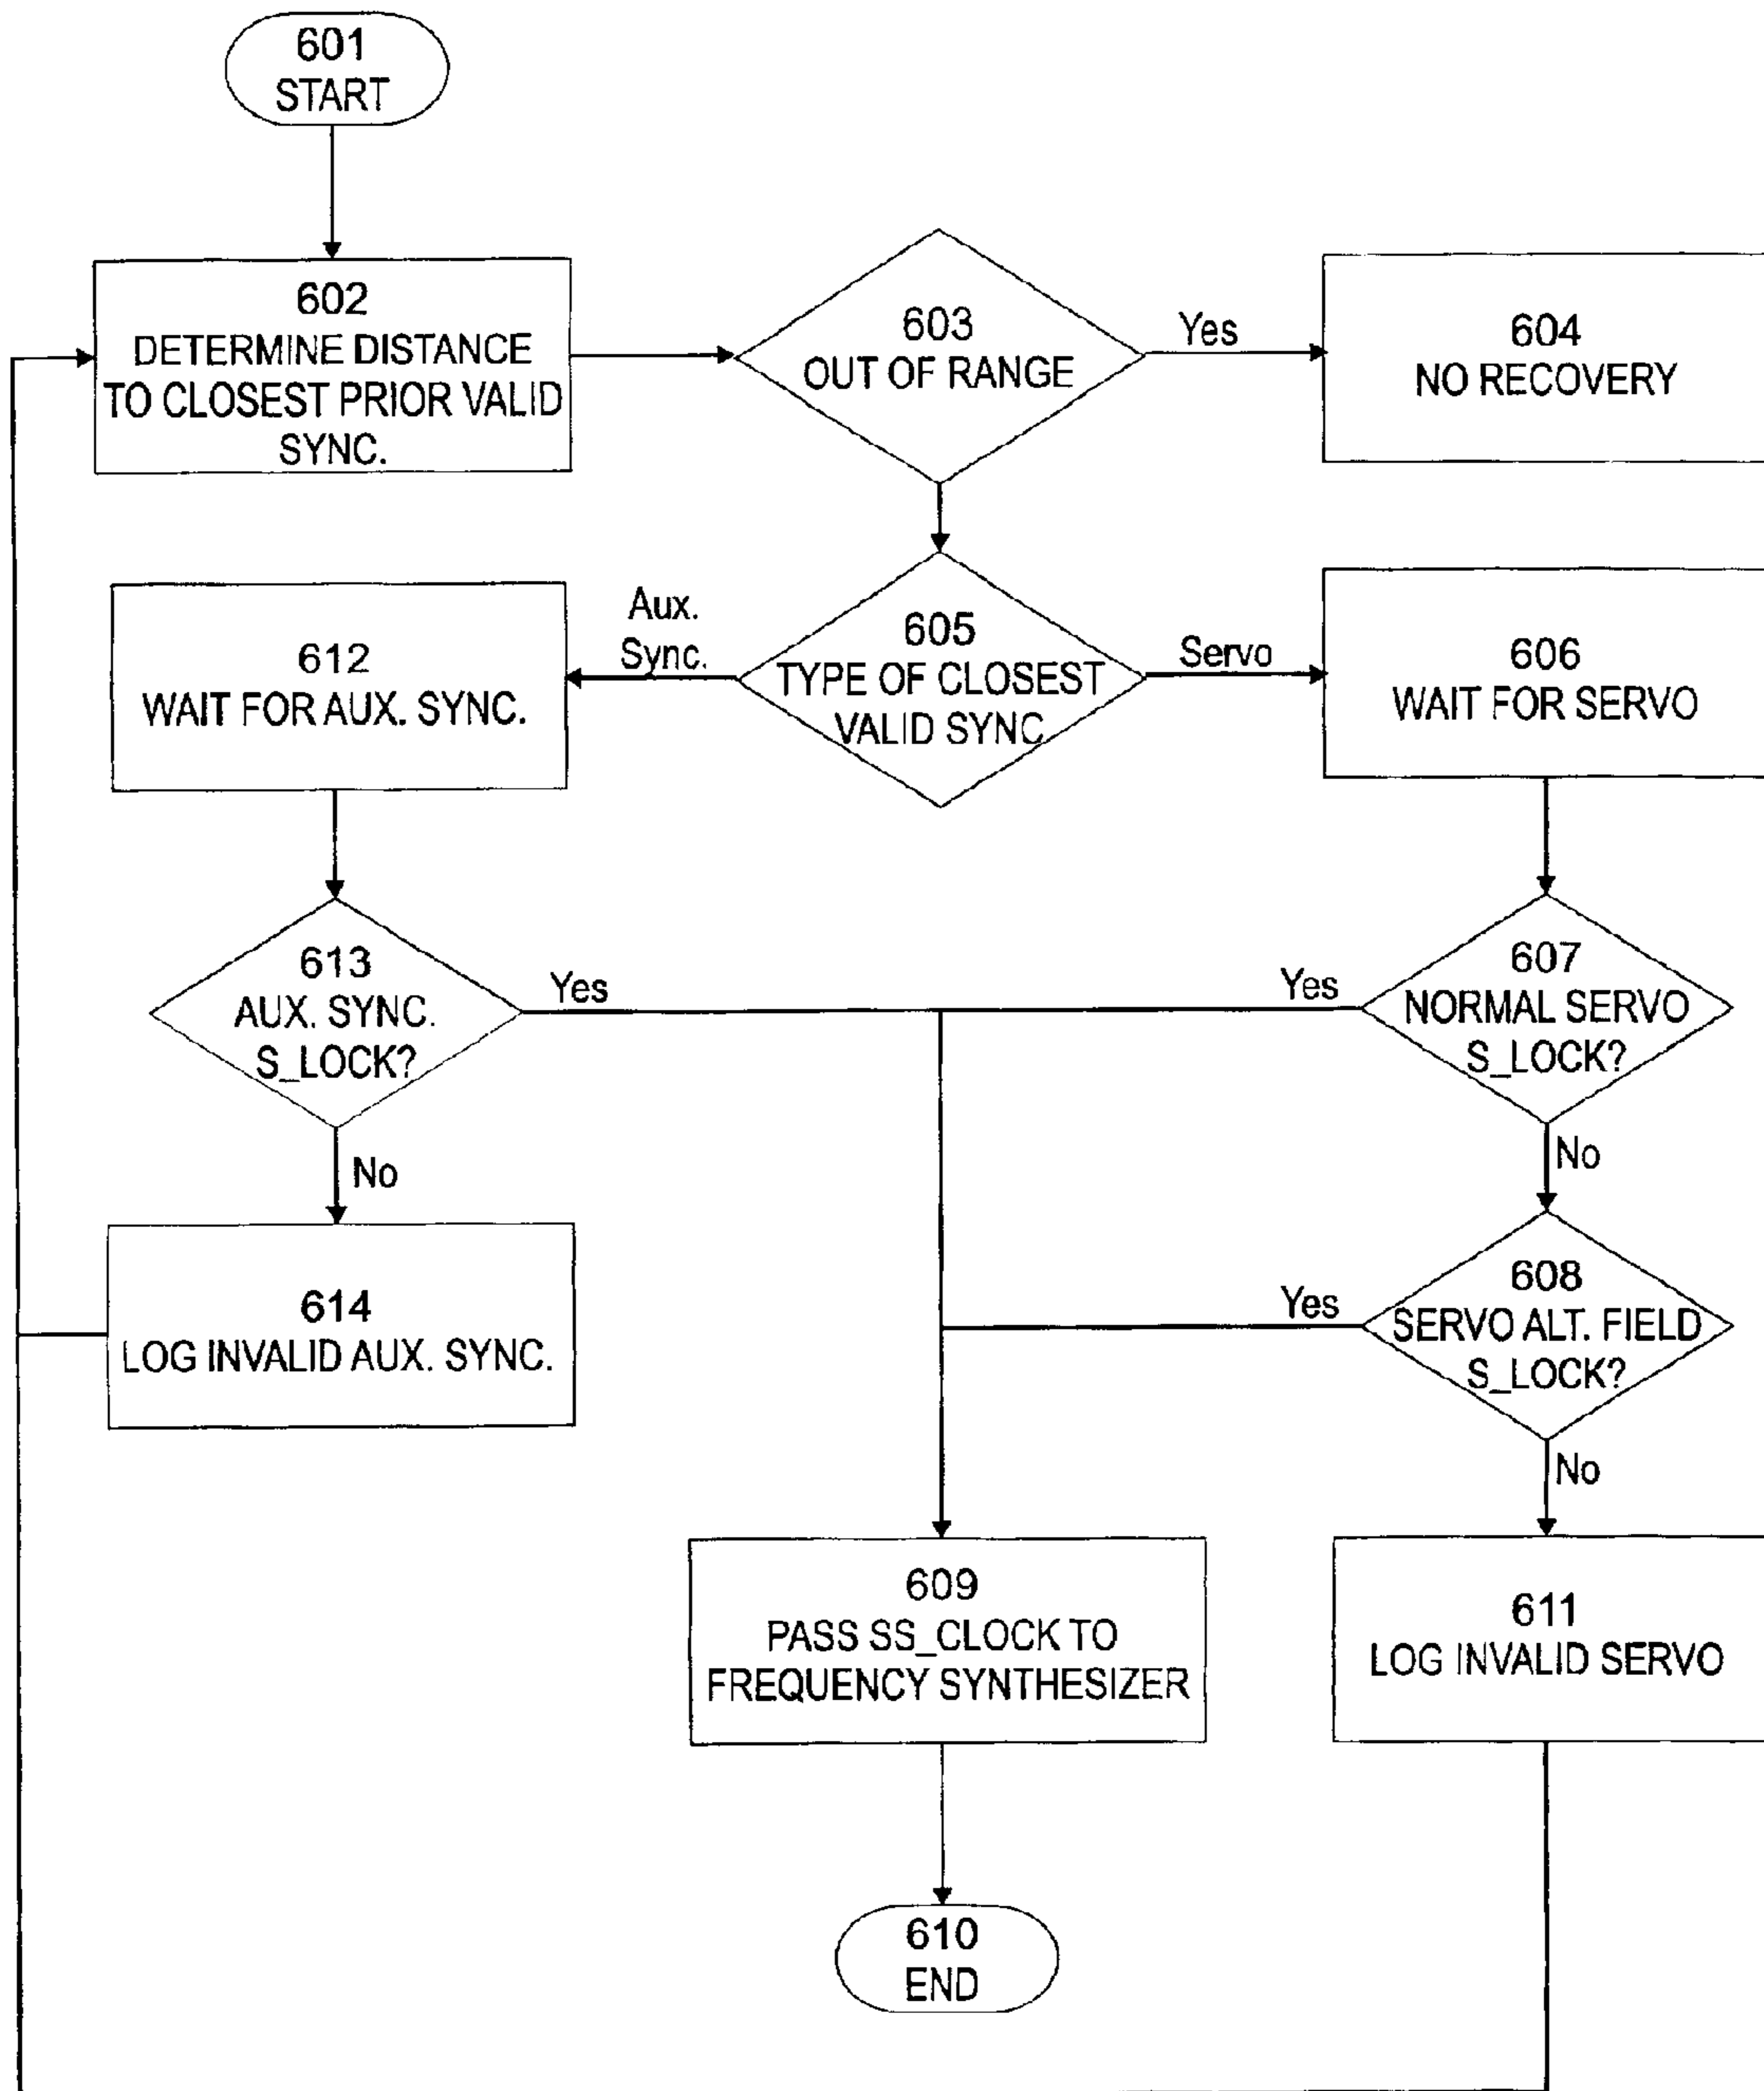 601
START
602
DETERMINE DISTANCE
TO CLOSEST PRIOR VALID
SYNC.
603
OUT OF RANGE
Yes
604
NO RECOVERY
605
TYPE OF CLOSEST
VALID SYNC
Aux.
Sync.
Servo
612
WAIT FOR AUX. SYNC.
606
WAIT FOR SERVO
613
AUX. SYNC.
S_LOCK?
Yes
No
607
NORMAL SERVO
S_LOCK?
Yes
No
614
LOG INVALID AUX. SYNC.
608
SERVO ALT. FIELD
S_LOCK?
Yes
No
609
PASS SS_CLOCK TO
FREQUENCY SYNTHESIZER
611
LOG INVALID SERVO
610
END